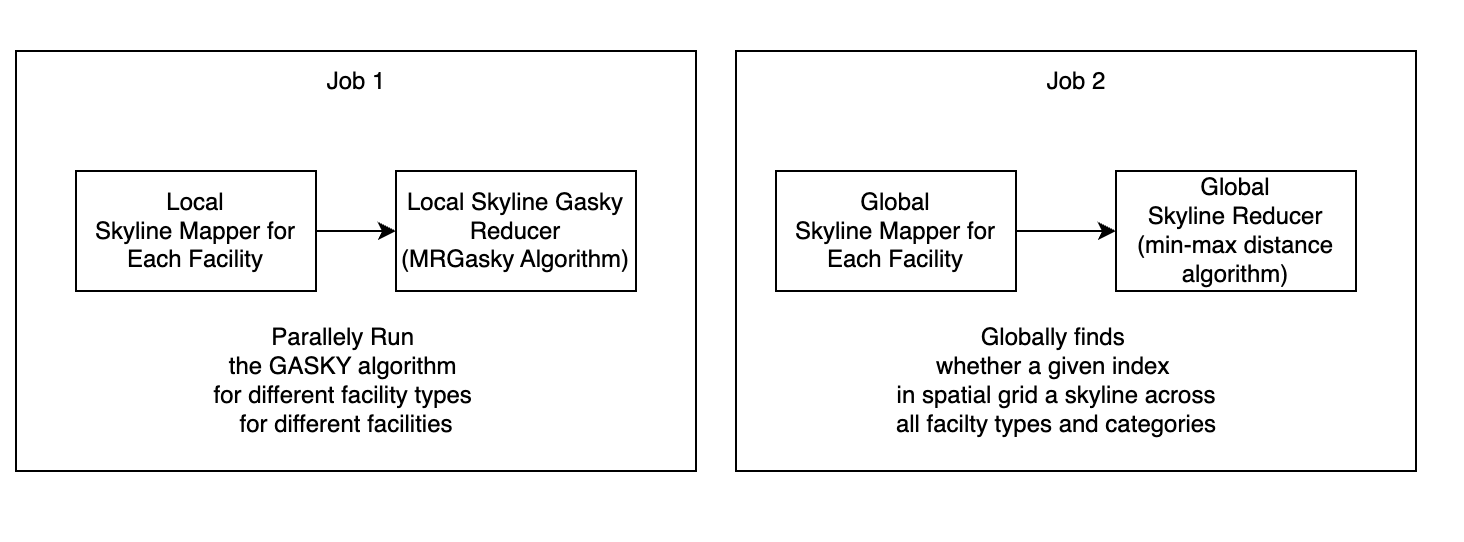 Job 1
Local
Skyline Mapper for
Each Facility
Local Skyline Gasky
Reducer
(MRGasky Algorithm)
Parallely Run
the GASKY algorithm
for different facility types
for different facilities
Job 2
Global
Skyline Mapper for
Each Facility
Global
Skyline Reducer
(min-max distance
algorithm)
Globally finds
whether a given index
in spatial grid a skyline across
all facilty types and categories